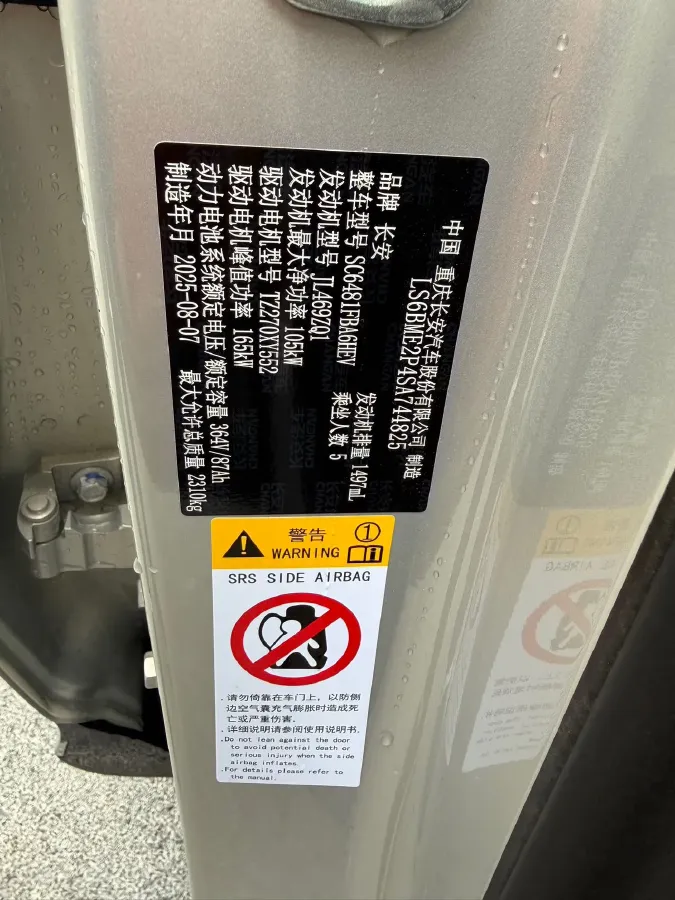 中国 重庆长安汽车股份有限公司 制造
LS6BME2P4SA744825
品牌 长安
整车型号 SC6481FBA6HEV 发动机排量 1497mL
发动机型号 JL469ZQ1 乘坐人数 5
发动机最大净功率 105kW
驱动电机型号 TZ270XY552
驱动电机峰值功率 165kW
动力电池系统额定电压/额定容量 364V/87Ah
制造年月 2025-08-07 最大允许总质量 2310kg
警告 ①
WARNING
SRS SIDE AIRBAG
.请勿倚靠在车门上，以防侧
边空气囊充气膨胀时造成死
亡或严重伤害.
.详细说明请参阅使用说明书.
.Do not lean against the door
to avoid potential death or
serious injury when the side
airbag inflates.
.For details please refer to
the manual.